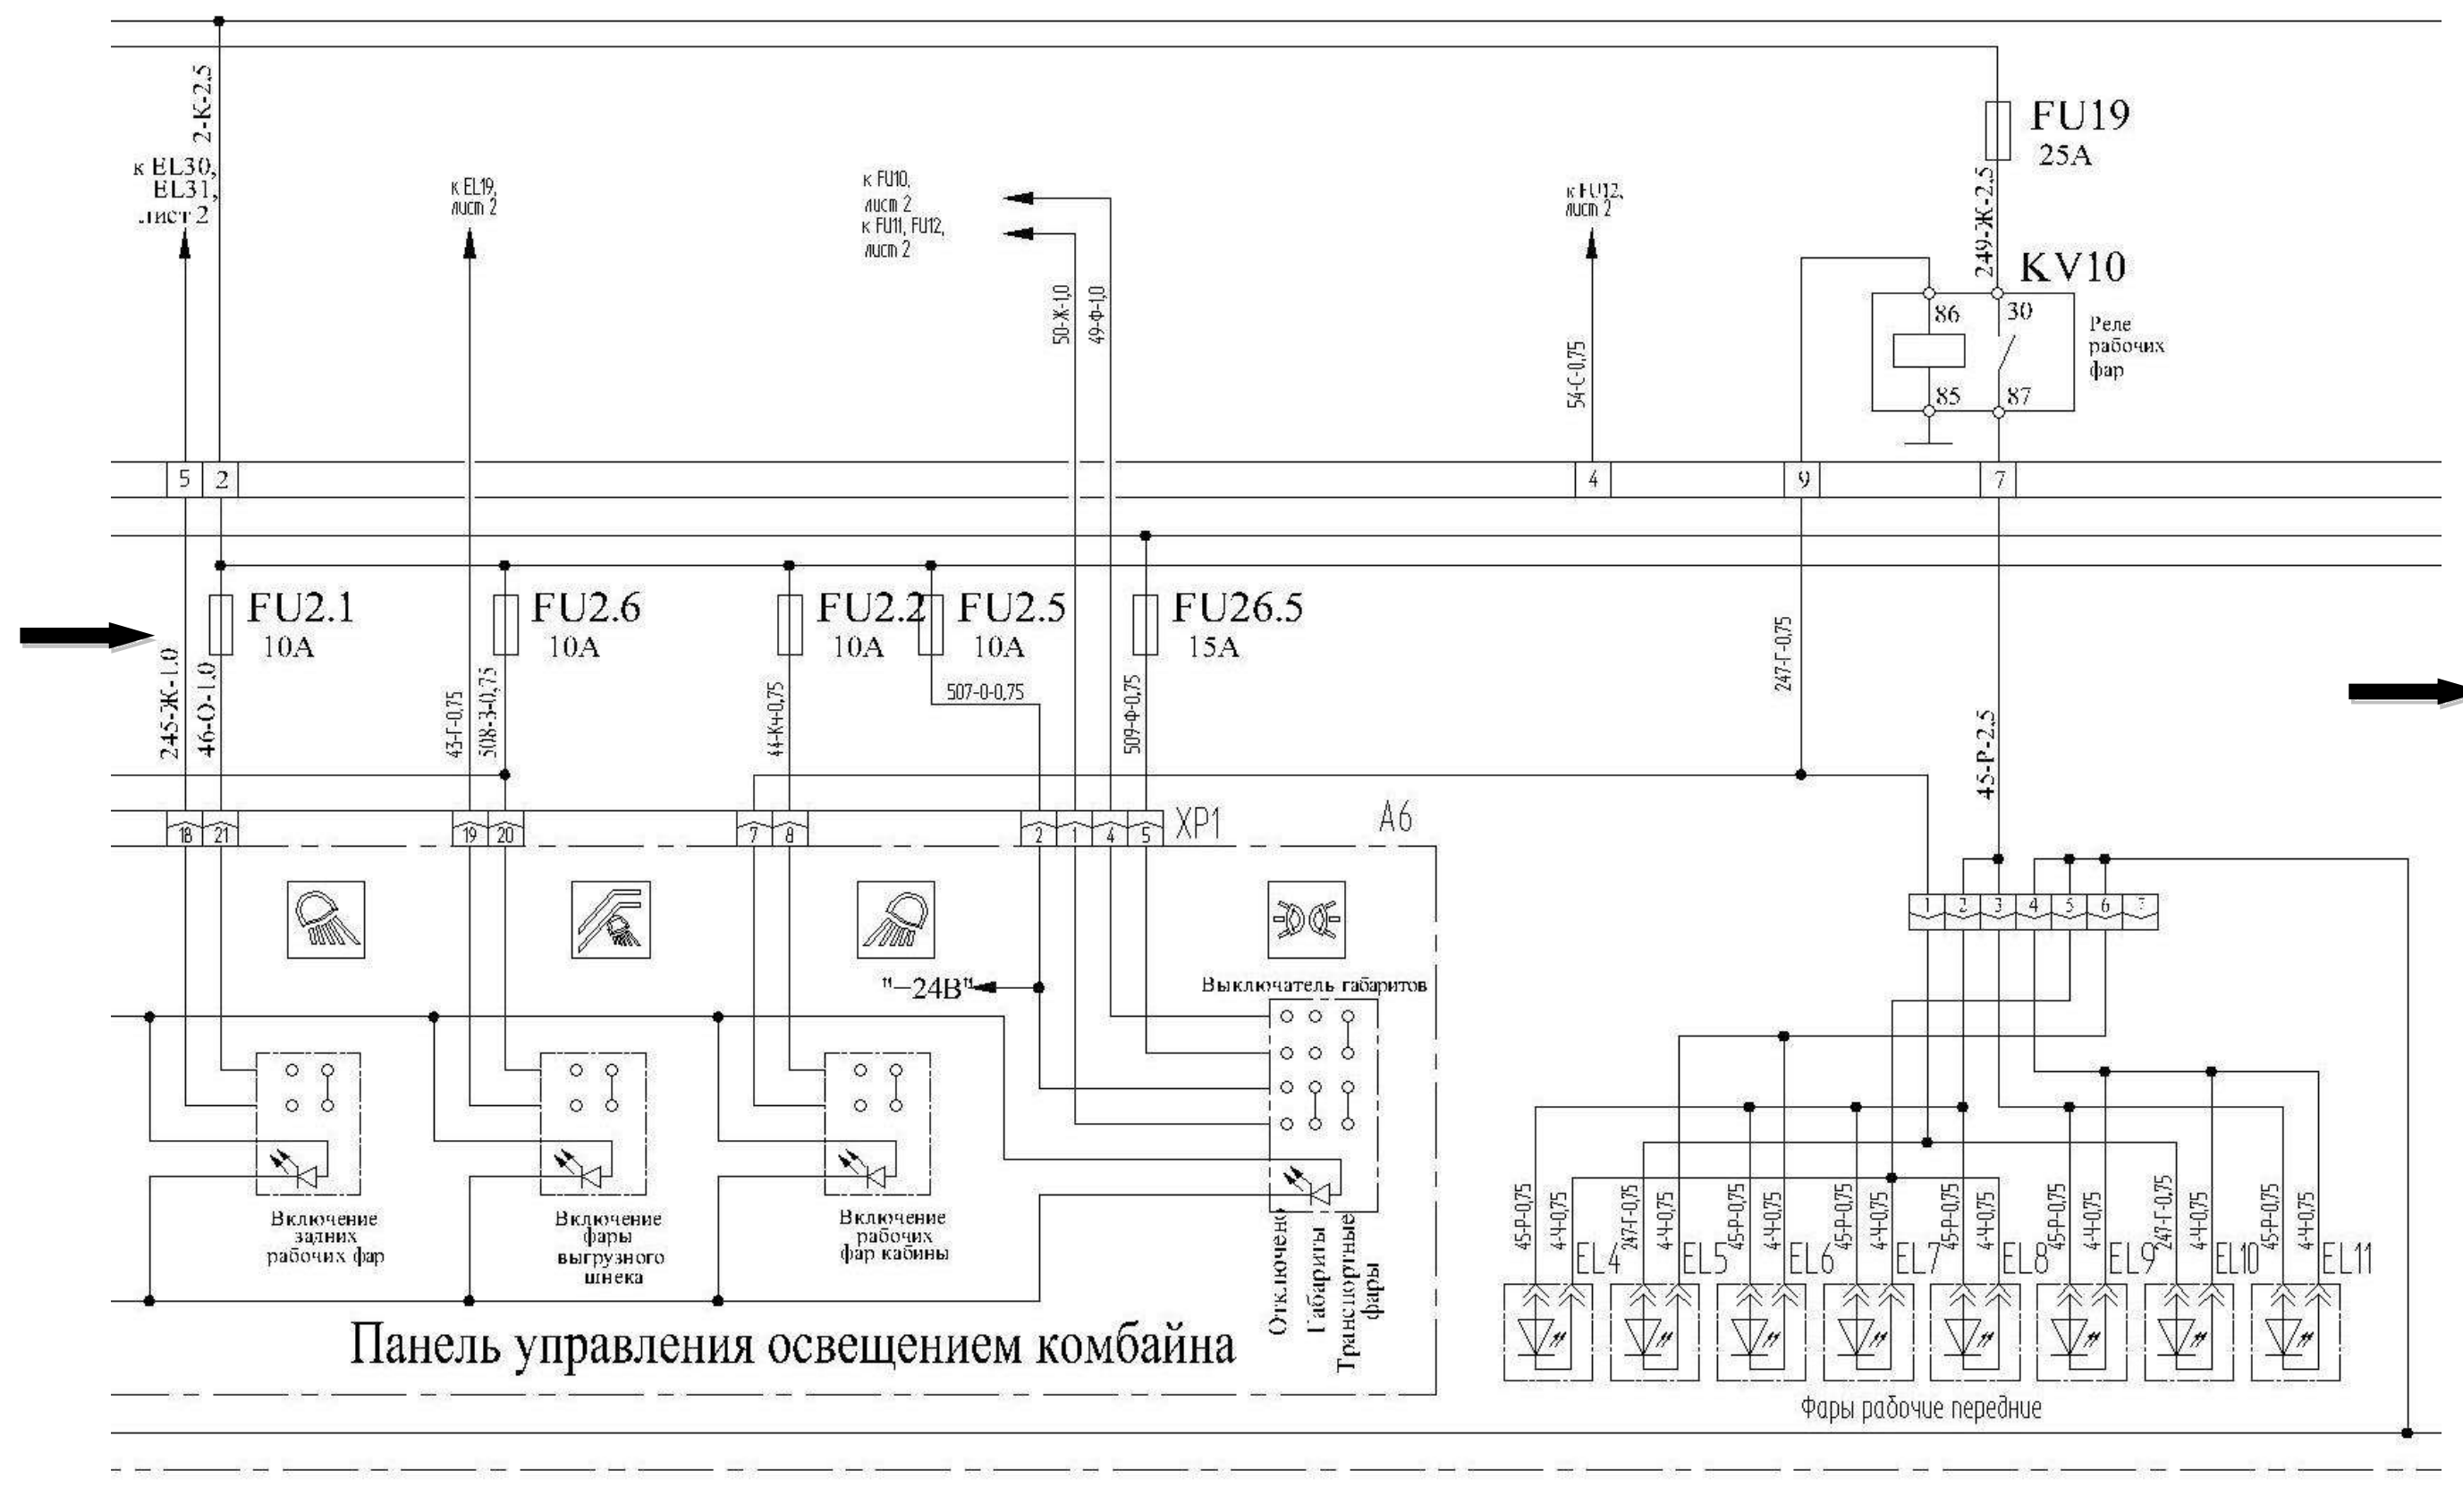 2-К-2,5
к EL30,
EL31,
лист 2
к EL19,
лист 2
к FU10,
лист 2
к FU11, FU12,
лист 2
50-Ж-1,0
49-Ф-1,0
к FU12,
лист 2
54-С-0,75
FU19
25А
249-Ж-2,5
KV10
86
30
85
87
Реле
рабочих
фар
5 2 4 9 7
FU2.1
10А
FU2.6
10А
FU2.2
10А
FU2.5
10А
FU26.5
15А
245-Ж-1,0
46-О-1,0
43-Г-0,75
508-З-0,75
44-Кч-0,75
507-О-0,75
509-Ф-0,75
247-Г-0,75
45-Р-2,5
18 21 19 20 7 8 2 1 4 5
XP1
А6
1 2 3 4 5 6 7
"–24В"
Выключатель габаритов
Включение
задних
рабочих фар
Включение
фары
выгрузного
шнека
Включение
рабочих
фар кабины
Отключено
Габариты
Транспортные
фары
Панель управления освещением комбайна
45-Р-0,75
4-Ч-0,75
EL4
247-Г-0,75
4-Ч-0,75
EL5
45-Р-0,75
4-Ч-0,75
EL6
45-Р-0,75
4-Ч-0,75
EL7
45-Р-0,75
4-Ч-0,75
EL8
45-Р-0,75
4-Ч-0,75
EL9
247-Г-0,75
4-Ч-0,75
EL10
45-Р-0,75
4-Ч-0,75
EL11
Фары рабочие передние